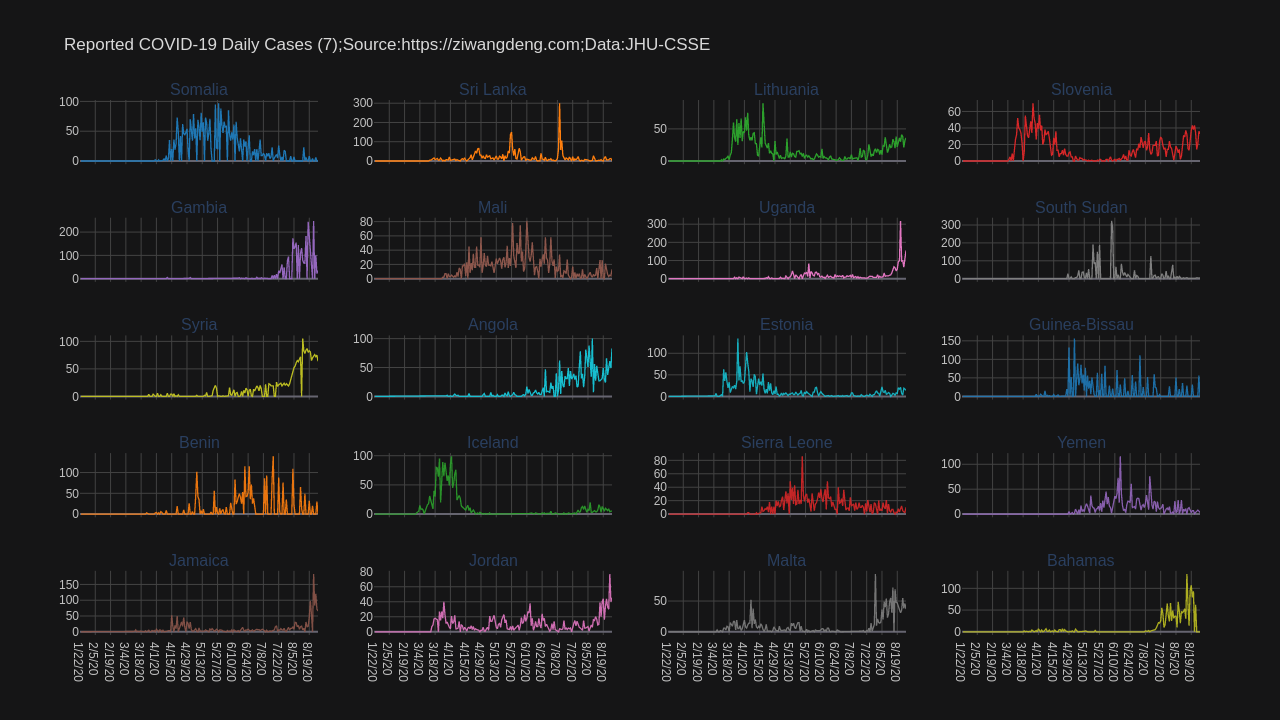 Reported COVID-19 Daily Cases (7);Source:https://ziwangdeng.com;Data:JHU-CSSE
Somalia
Sri Lanka
Lithuania
Slovenia
100
50
0
300
200
100
0
50
0
60
40
20
0
Gambia
Mali
Uganda
South Sudan
200
100
0
80
60
40
20
0
300
200
100
0
300
200
100
0
Syria
Angola
Estonia
Guinea-Bissau
100
50
0
100
50
0
100
50
0
150
100
50
0
Benin
Iceland
Sierra Leone
Yemen
100
50
0
100
50
0
80
60
40
20
0
100
50
0
Jamaica
Jordan
Malta
Bahamas
150
100
50
0
80
60
40
20
0
50
0
100
50
0
1/22/20 2/5/20 2/19/20 3/4/20 3/18/20 4/1/20 4/15/20 4/29/20 5/13/20 5/27/20 6/10/20 6/24/20 7/8/20 7/22/20 8/5/20 8/19/20
1/22/20 2/5/20 2/19/20 3/4/20 3/18/20 4/1/20 4/15/20 4/29/20 5/13/20 5/27/20 6/10/20 6/24/20 7/8/20 7/22/20 8/5/20 8/19/20
1/22/20 2/5/20 2/19/20 3/4/20 3/18/20 4/1/20 4/15/20 4/29/20 5/13/20 5/27/20 6/10/20 6/24/20 7/8/20 7/22/20 8/5/20 8/19/20
1/22/20 2/5/20 2/19/20 3/4/20 3/18/20 4/1/20 4/15/20 4/29/20 5/13/20 5/27/20 6/10/20 6/24/20 7/8/20 7/22/20 8/5/20 8/19/20